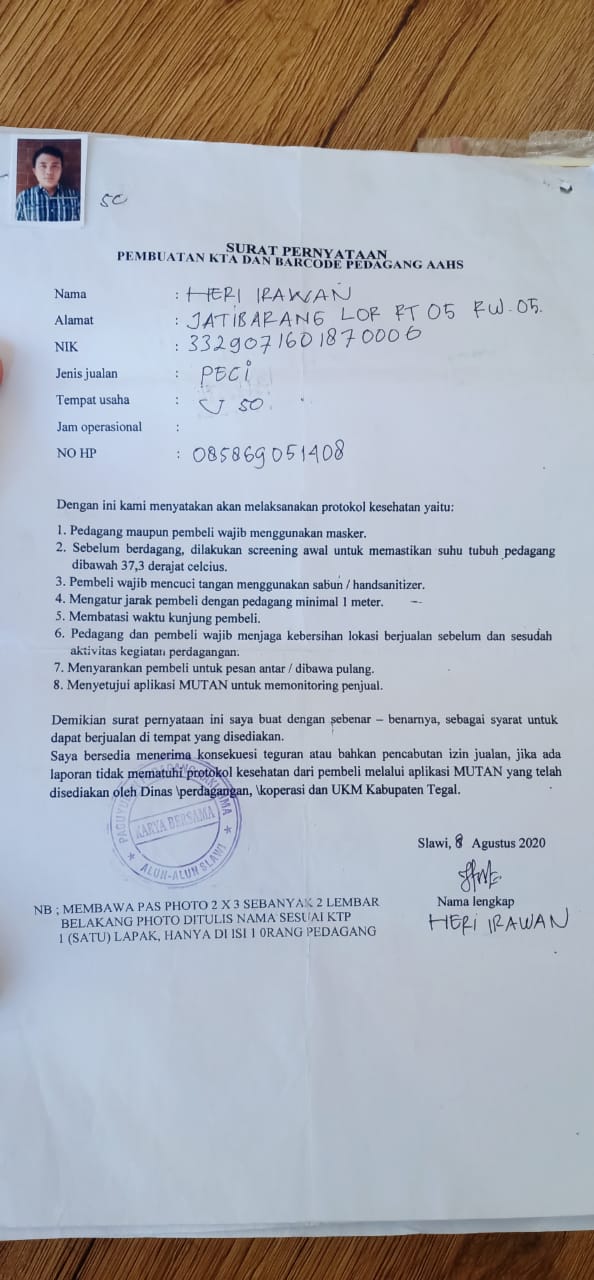 50
SURAT PERNYATAAN
PEMBUATAN KTA DAN BARCODE PEDAGANG AAHS
Nama : HERI IRAWAN
Alamat : JATIBARANG LOR RT 05 RW. 05.
NIK : 3329071601870006
Jenis jualan : PECI
Tempat usaha : 50
Jam operasional :
NO HP : 085869051408
Dengan ini kami menyatakan akan melaksanakan protokol kesehatan yaitu:
1. Pedagang maupun pembeli wajib menggunakan masker.
2. Sebelum berdagang, dilakukan screening awal untuk memastikan suhu tubuh pedagang
dibawah 37,3 derajat celcius.
3. Pembeli wajib mencuci tangan menggunakan sabun / handsanitizer.
4. Mengatur jarak pembeli dengan pedagang minimal 1 meter.
5. Membatasi waktu kunjung pembeli.
6. Pedagang dan pembeli wajib menjaga kebersihan lokasi berjualan sebelum dan sesudah
aktivitas kegiatan perdagangan.
7. Menyarankan pembeli untuk pesan antar / dibawa pulang.
8. Menyetujui aplikasi MUTAN untuk memonitoring penjual.
Demikian surat pernyataan ini saya buat dengan sebenar – benarnya, sebagai syarat untuk
dapat berjualan di tempat yang disediakan.
Saya bersedia menerima konsekuesi teguran atau bahkan pencabutan izin jualan, jika ada
laporan tidak mematuhi protokol kesehatan dari pembeli melalui aplikasi MUTAN yang telah
disediakan oleh Dinas \perdagangan, \koperasi dan UKM Kabupaten Tegal.
KARYA BERSAMA
ALUN-ALUN SLAWI
Slawi, 8 Agustus 2020
Nama lengkap
HERI IRAWAN
NB ; MEMBAWA PAS PHOTO 2 X 3 SEBANYAK 2 LEMBAR
BELAKANG PHOTO DITULIS NAMA SESUAI KTP
1 (SATU) LAPAK, HANYA DI ISI 1 0RANG PEDAGANG